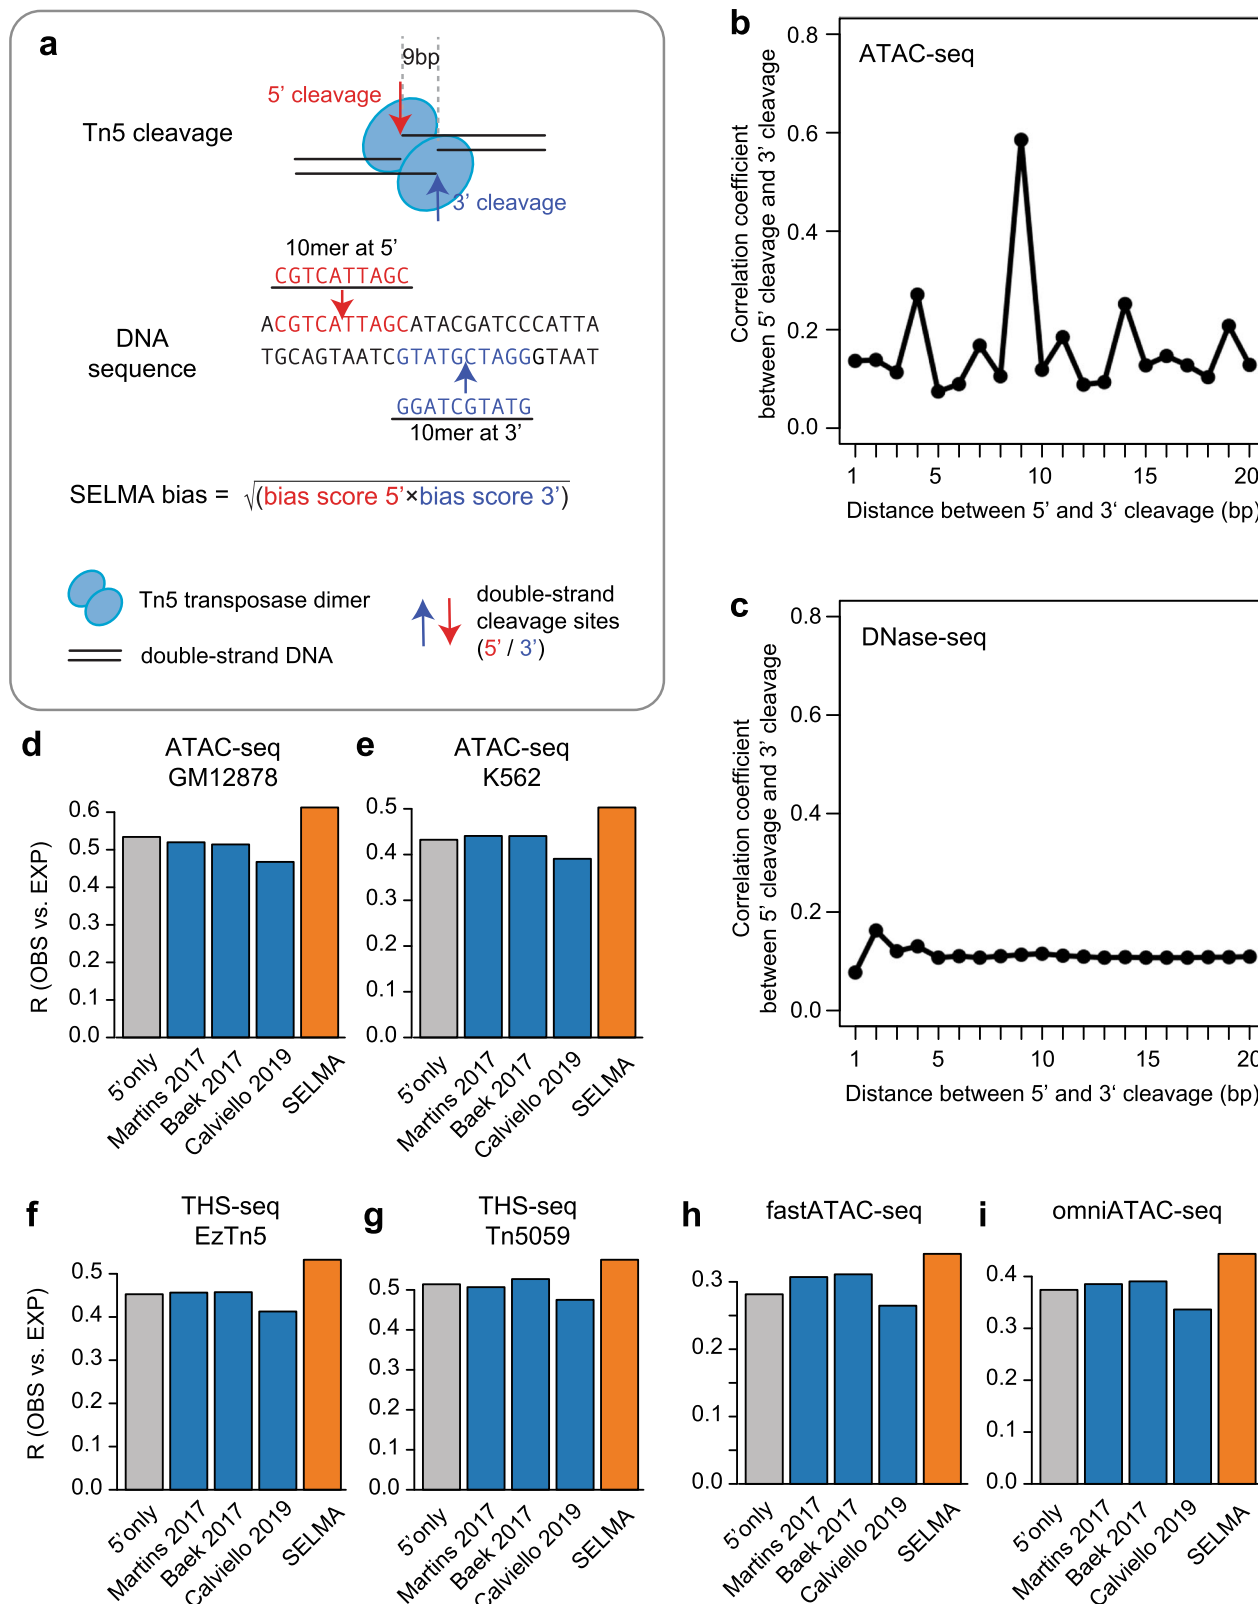 a
9bp
5’ cleavage
Tn5 cleavage
3’ cleavage
10mer at 5’
CGTCATTAGC
DNA
sequence
ACGTCATTAGCATACGATCCCATTA
TGCAGTAATCGTATGCTAGGGTAAT
GGATCGTATG
10mer at 3’
SELMA bias = √(bias score 5’×bias score 3’)
Tn5 transposase dimer
double-strand DNA
double-strand
cleavage sites
(5’ / 3’)
b
ATAC-seq
Correlation coefficient
between 5’ cleavage and 3’ cleavage
0.8
0.6
0.4
0.2
0.0
1 5 10 15 20
Distance between 5’ and 3‘ cleavage (bp)
c
DNase-seq
Correlation coefficient
between 5’ cleavage and 3’ cleavage
0.8
0.6
0.4
0.2
0.0
1 5 10 15 20
Distance between 5’ and 3‘ cleavage (bp)
d
ATAC-seq
GM12878
R (OBS vs. EXP)
0.6
0.5
0.4
0.3
0.2
0.1
0.0
5’only
Martins 2017
Baek 2017
Calviello 2019
SELMA
e
ATAC-seq
K562
0.5
0.4
0.3
0.2
0.1
0.0
5’only
Martins 2017
Baek 2017
Calviello 2019
SELMA
f
THS-seq
EzTn5
R (OBS vs. EXP)
0.5
0.4
0.3
0.2
0.1
0.0
5’only
Martins 2017
Baek 2017
Calviello 2019
SELMA
g
THS-seq
Tn5059
0.5
0.4
0.3
0.2
0.1
0.0
5’only
Martins 2017
Baek 2017
Calviello 2019
SELMA
h
fastATAC-seq
0.3
0.2
0.1
0.0
5’only
Martins 2017
Baek 2017
Calviello 2019
SELMA
i
omniATAC-seq
0.4
0.3
0.2
0.1
0.0
5’only
Martins 2017
Baek 2017
Calviello 2019
SELMA